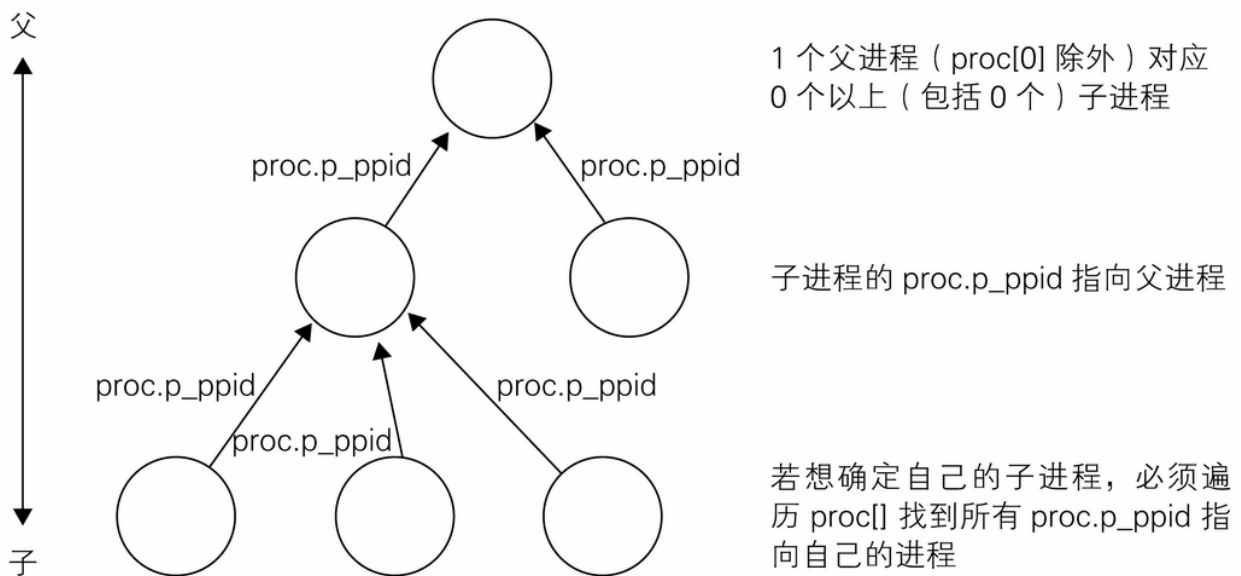 父
1 个父进程（proc[0] 除外）对应
0 个以上（包括 0 个）子进程
proc.p_ppid
proc.p_ppid
子进程的 proc.p_ppid 指向父进程
proc.p_ppid
proc.p_ppid
proc.p_ppid
若想确定自己的子进程，必须遍
历 proc[] 找到所有 proc.p_ppid 指
向自己的进程
子